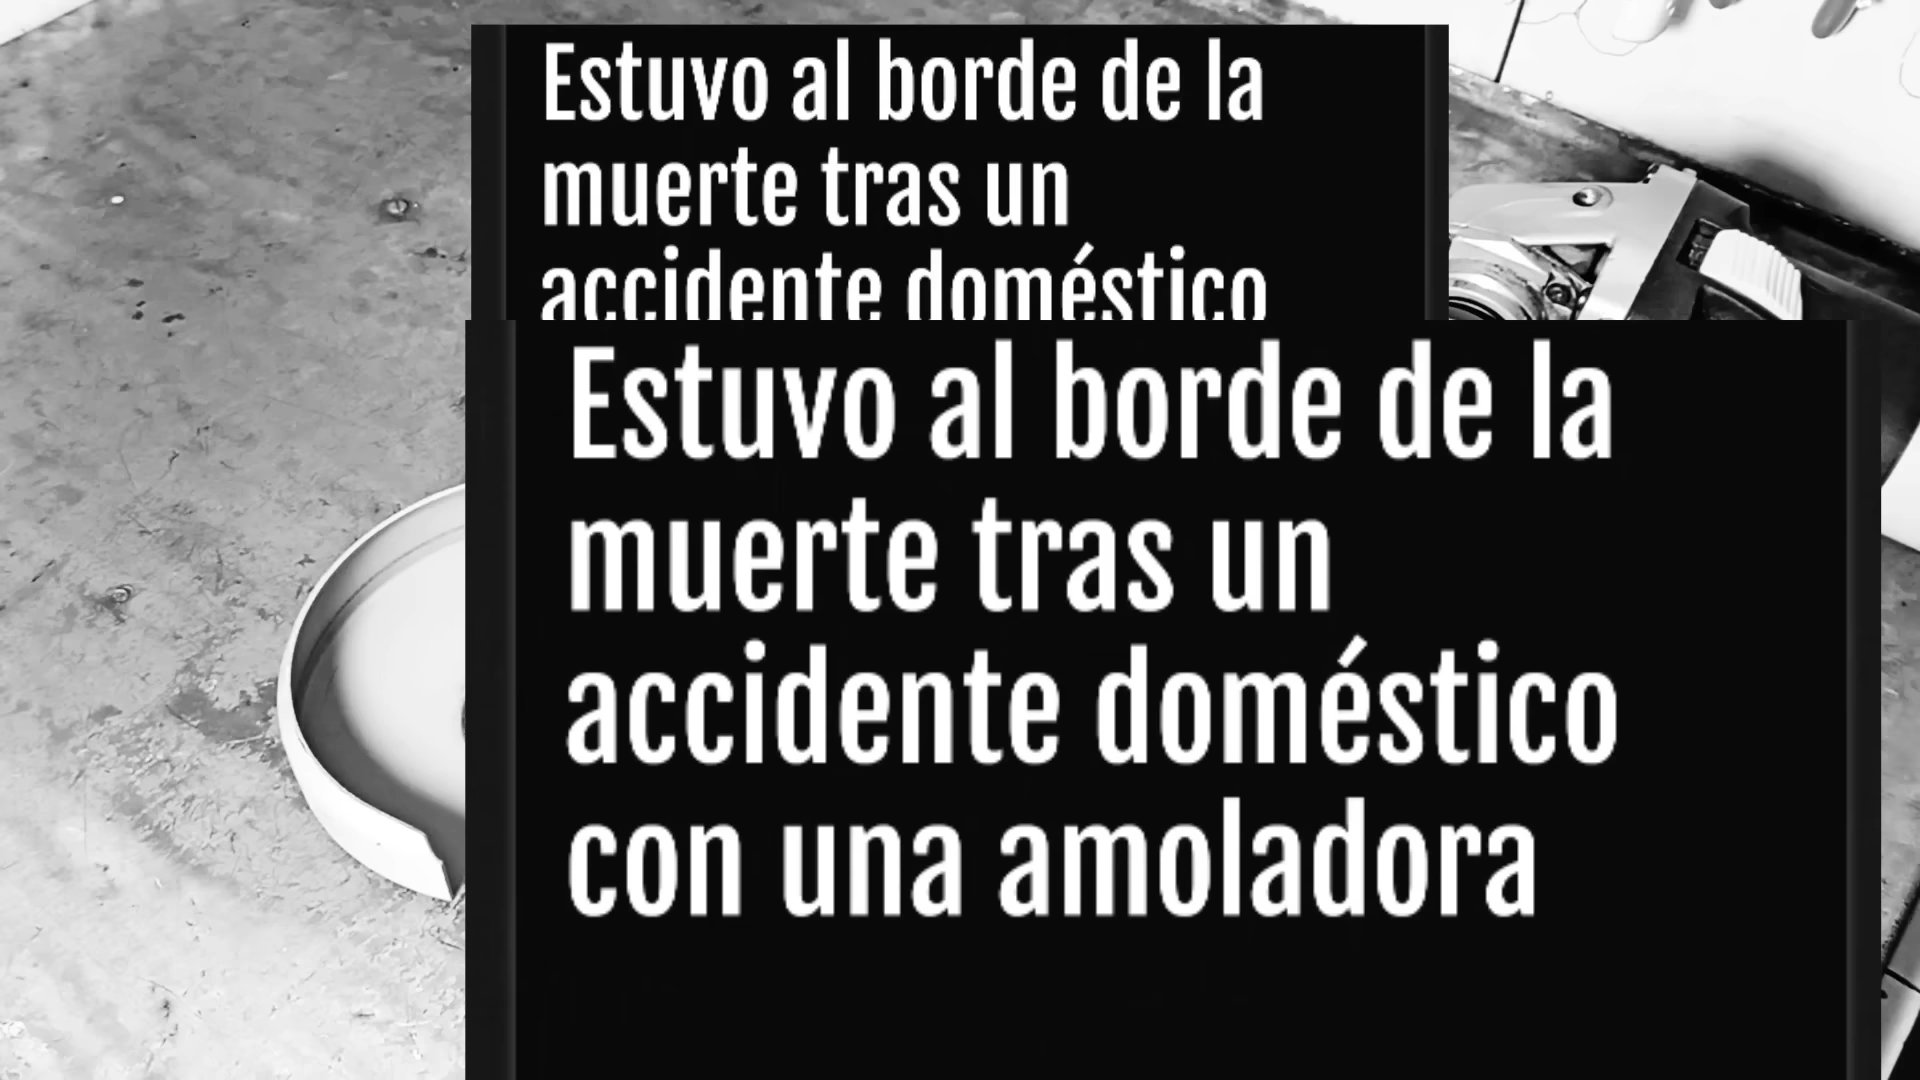 Estuvo al borde de la
muerte tras un
accidente doméstico
Estuvo al borde de la
muerte tras un
accidente doméstico
con una amoladora